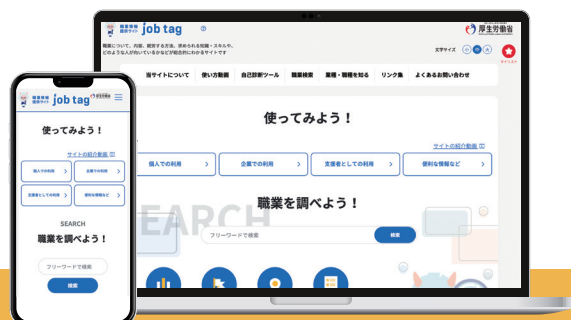 職業情報
提供サイト
job tag
厚生労働省
職業について、内容、就労する方法、求められる知識・スキルや、
どのような人が向いているかなどが総合的にわかるサイトです
文字サイズ
小 中 大
マイリスト
当サイトについて 使い方動画 自己診断ツール 職業検索 業種・職種を知る リンク集 よくあるお問い合わせ
使ってみよう！
サイトの紹介動画
個人での利用
企業での利用
支援者としての利用
便利な情報など
SEARCH
職業を調べよう！
フリーワードで検索
検索
job tag
使ってみよう！
サイトの紹介動画
個人での利用
企業での利用
支援者としての利用
便利な情報など
SEARCH
職業を調べよう！
フリーワードで検索
検索